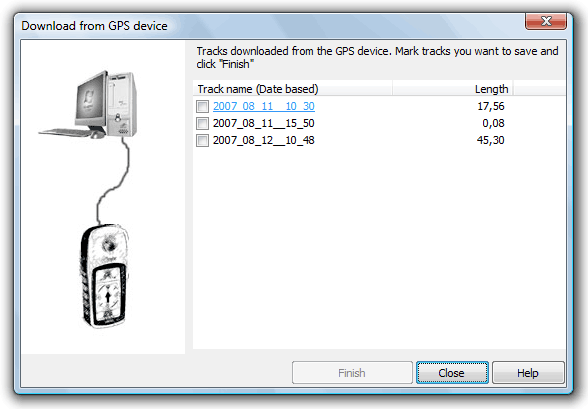 Download from GPS device
Tracks downloaded from the GPS device. Mark tracks you want to save and
click "Finish"
Track name (Date based) Length
2007_08_11__10_30 17,56
2007_08_11__15_50 0,08
2007_08_12__10_48 45,30
Finish Close Help